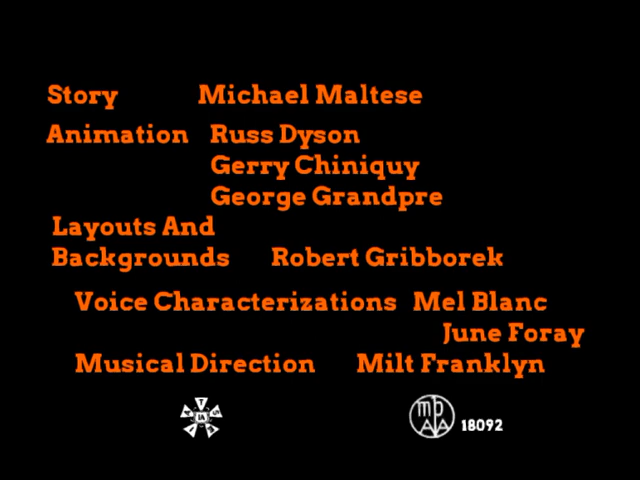 Story Michael Maltese
Animation Russ Dyson
Gerry Chiniquy
George Grandpre
Layouts And
Backgrounds Robert Gribborek
Voice Characterizations Mel Blanc
June Foray
Musical Direction Milt Franklyn
mpAA 18092